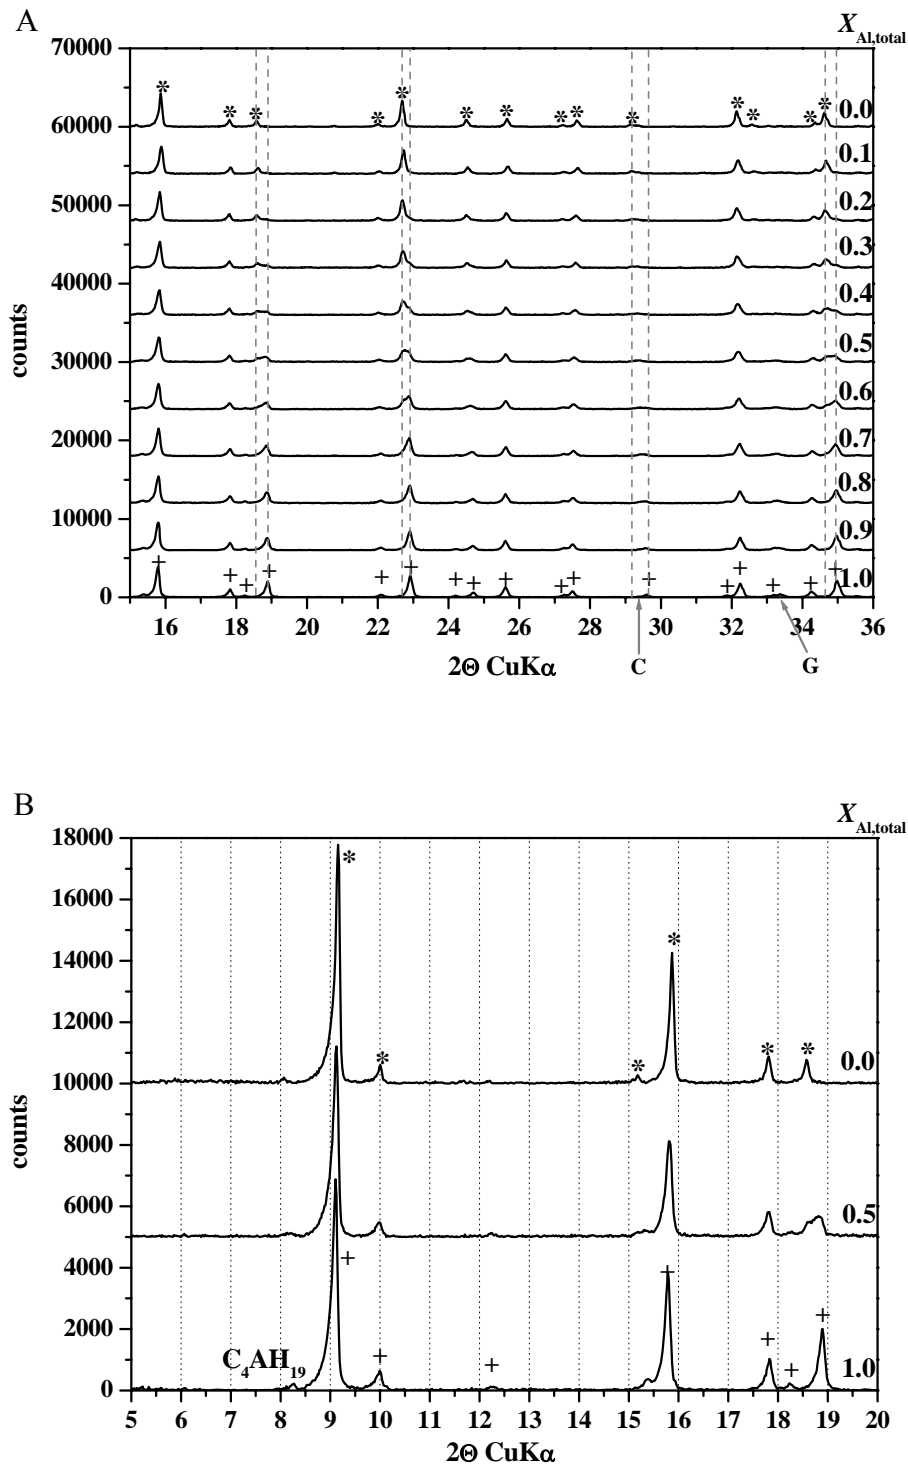 A
X Al,total
70000
60000
50000
40000
30000
20000
10000
0
counts
* * * * * * * * * * * * * *
0.0
0.1
0.2
0.3
0.4
0.5
0.6
0.7
0.8
0.9
1.0
+ + + + + + + + + + + + + + + + +
16 18 20 22 24 26 28 30 32 34 36
2Θ CuKα
C
G
B
X Al,total
18000
16000
14000
12000
10000
8000
6000
4000
2000
0
counts
* * * * * *
0.0
0.5
1.0
+ + + + + + +
C₄AH₁₉
5 6 7 8 9 10 11 12 13 14 15 16 17 18 19 20
2Θ CuKα